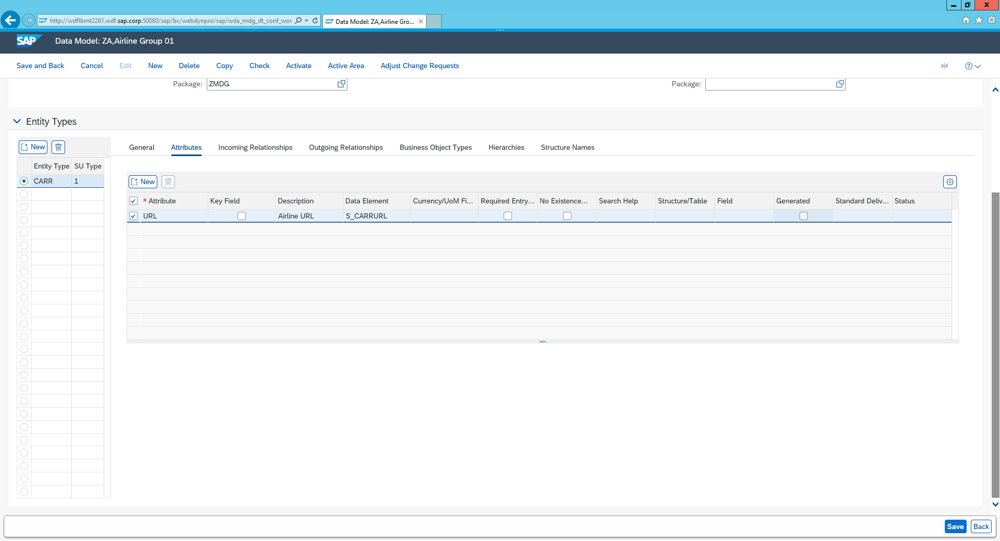 http://wdflbmt2261.wdf.sap.corp:50080/sap/bc/webdynpro/sap/wda_mdg_dt_conf_wor
Data Model: ZA,Airline Gro...
SAP Data Model: ZA,Airline Group 01
Save and Back Cancel Edit New Delete Copy Check Activate Active Area Adjust Change Requests
Package: ZMDG Package:
Entity Types
New General Attributes Incoming Relationships Outgoing Relationships Business Object Types Hierarchies Structure Names
Entity Type SU Type
CARR 1
New
* Attribute Key Field Description Data Element Currency/UoM Fi... Required Entry... No Existence... Search Help Structure/Table Field Generated Standard Deliv... Status
URL Airline URL S_CARRURL
Save Back